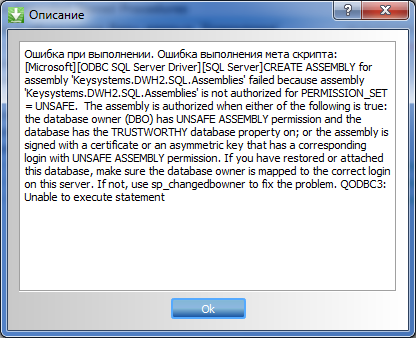 Описание
Ошибка при выполнении. Ошибка выполнения мета скрипта:
[Microsoft][ODBC SQL Server Driver][SQL Server]CREATE ASSEMBLY for
assembly 'Keysystems.DWH2.SQL.Assemblies' failed because assembly
'Keysystems.DWH2.SQL.Assemblies' is not authorized for PERMISSION_SET
= UNSAFE.  The assembly is authorized when either of the following is true:
the database owner (DBO) has UNSAFE ASSEMBLY permission and the
database has the TRUSTWORTHY database property on; or the assembly is
signed with a certificate or an asymmetric key that has a corresponding
login with UNSAFE ASSEMBLY permission. If you have restored or attached
this database, make sure the database owner is mapped to the correct login
on this server. If not, use sp_changedbowner to fix the problem. QODBC3:
Unable to execute statement
Ok